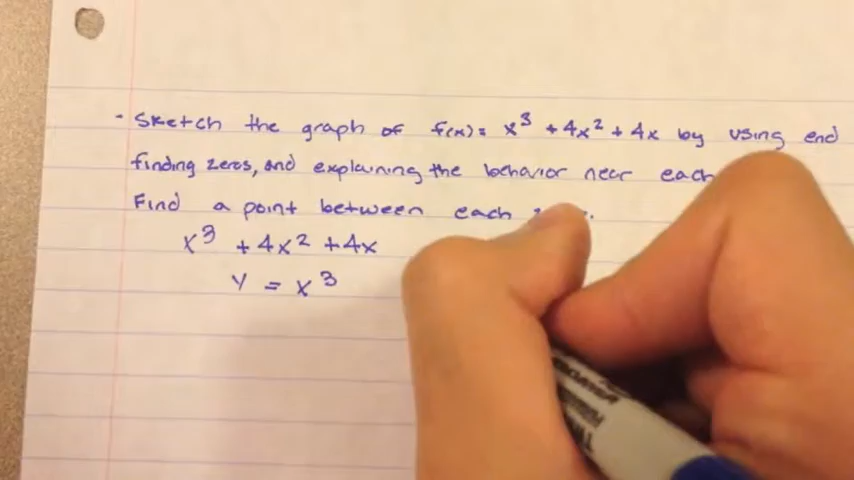 - Sketch the graph of f(x)= x³ + 4x² + 4x by using end
finding zeros, and explaining the behavior near each
Find a point between each
x³ + 4x² + 4x
y = x³